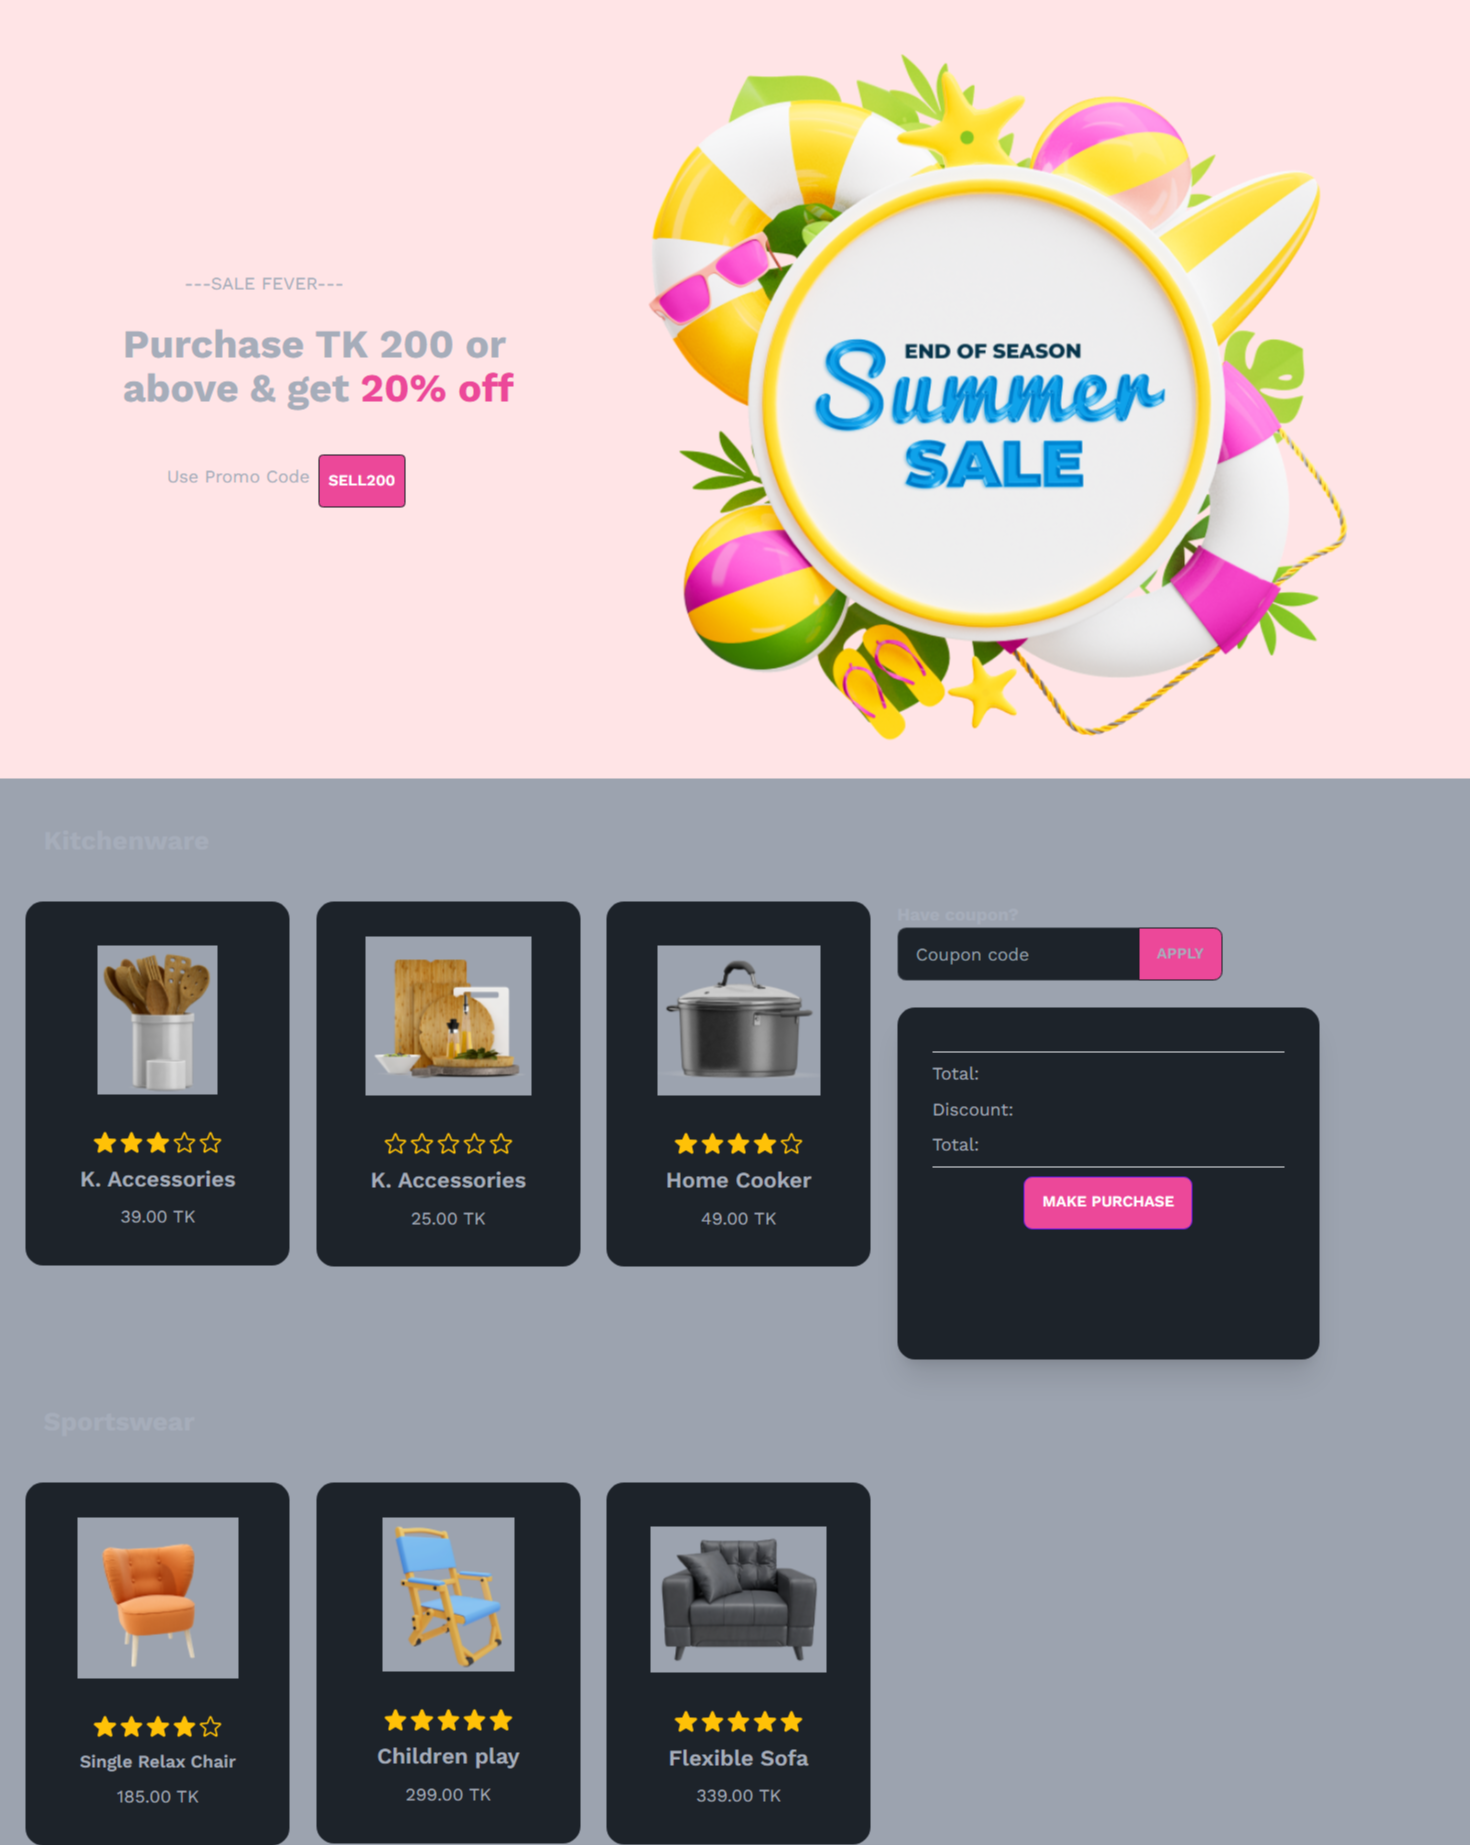 ---SALE FEVER---
Purchase TK 200 or
above & get 20% off
Use Promo Code SELL200
END OF SEASON
Summer
SALE
Kitchenware
K. Accessories
39.00 TK
K. Accessories
25.00 TK
Home Cooker
49.00 TK
Have coupon?
Coupon code APPLY
Total:
Discount:
Total:
MAKE PURCHASE
Sportswear
Single Relax Chair
185.00 TK
Children play
299.00 TK
Flexible Sofa
339.00 TK